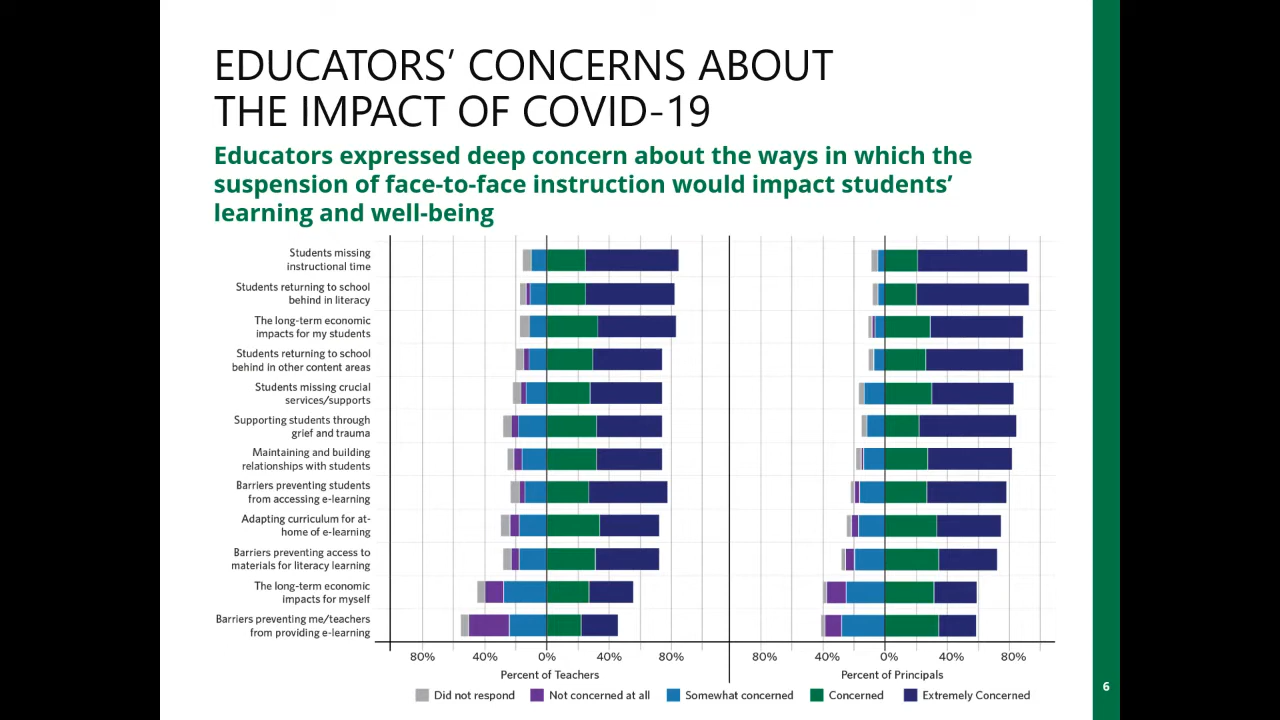 EDUCATORS’ CONCERNS ABOUT
THE IMPACT OF COVID-19
Educators expressed deep concern about the ways in which the
suspension of face-to-face instruction would impact students’
learning and well-being
Students missing
instructional time
Students returning to school
behind in literacy
The long-term economic
impacts for my students
Students returning to school
behind in other content areas
Students missing crucial
services/supports
Supporting students through
grief and trauma
Maintaining and building
relationships with students
Barriers preventing students
from accessing e-learning
Adapting curriculum for at-
home of e-learning
Barriers preventing access to
materials for literacy learning
The long-term economic
impacts for myself
Barriers preventing me/teachers
from providing e-learning
80% 40% 0% 40% 80% 80% 40% 0% 40% 80%
Percent of Teachers Percent of Principals
Did not respond Not concerned at all Somewhat concerned Concerned Extremely Concerned
6